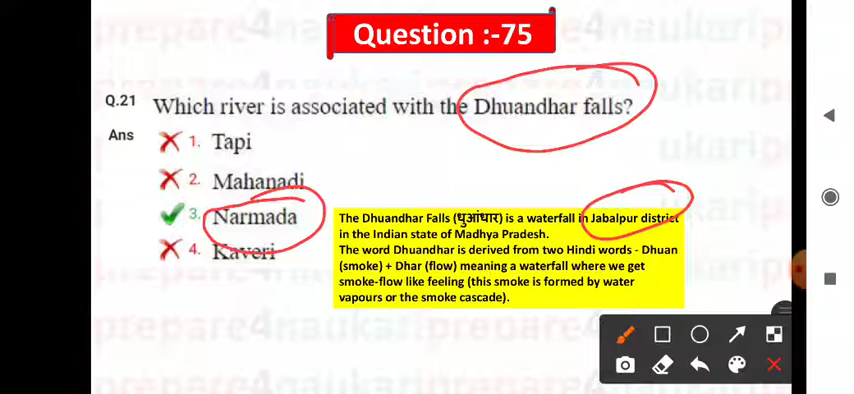 Question :-75
Q.21 Which river is associated with the Dhuandhar falls?
Ans 1. Tapi
2. Mahanadi
3. Narmada
4. Kaveri
The Dhuandhar Falls (धुआंधार) is a waterfall in Jabalpur district
in the Indian state of Madhya Pradesh.
The word Dhuandhar is derived from two Hindi words - Dhuan
(smoke) + Dhar (flow) meaning a waterfall where we get
smoke-flow like feeling (this smoke is formed by water
vapours or the smoke cascade).